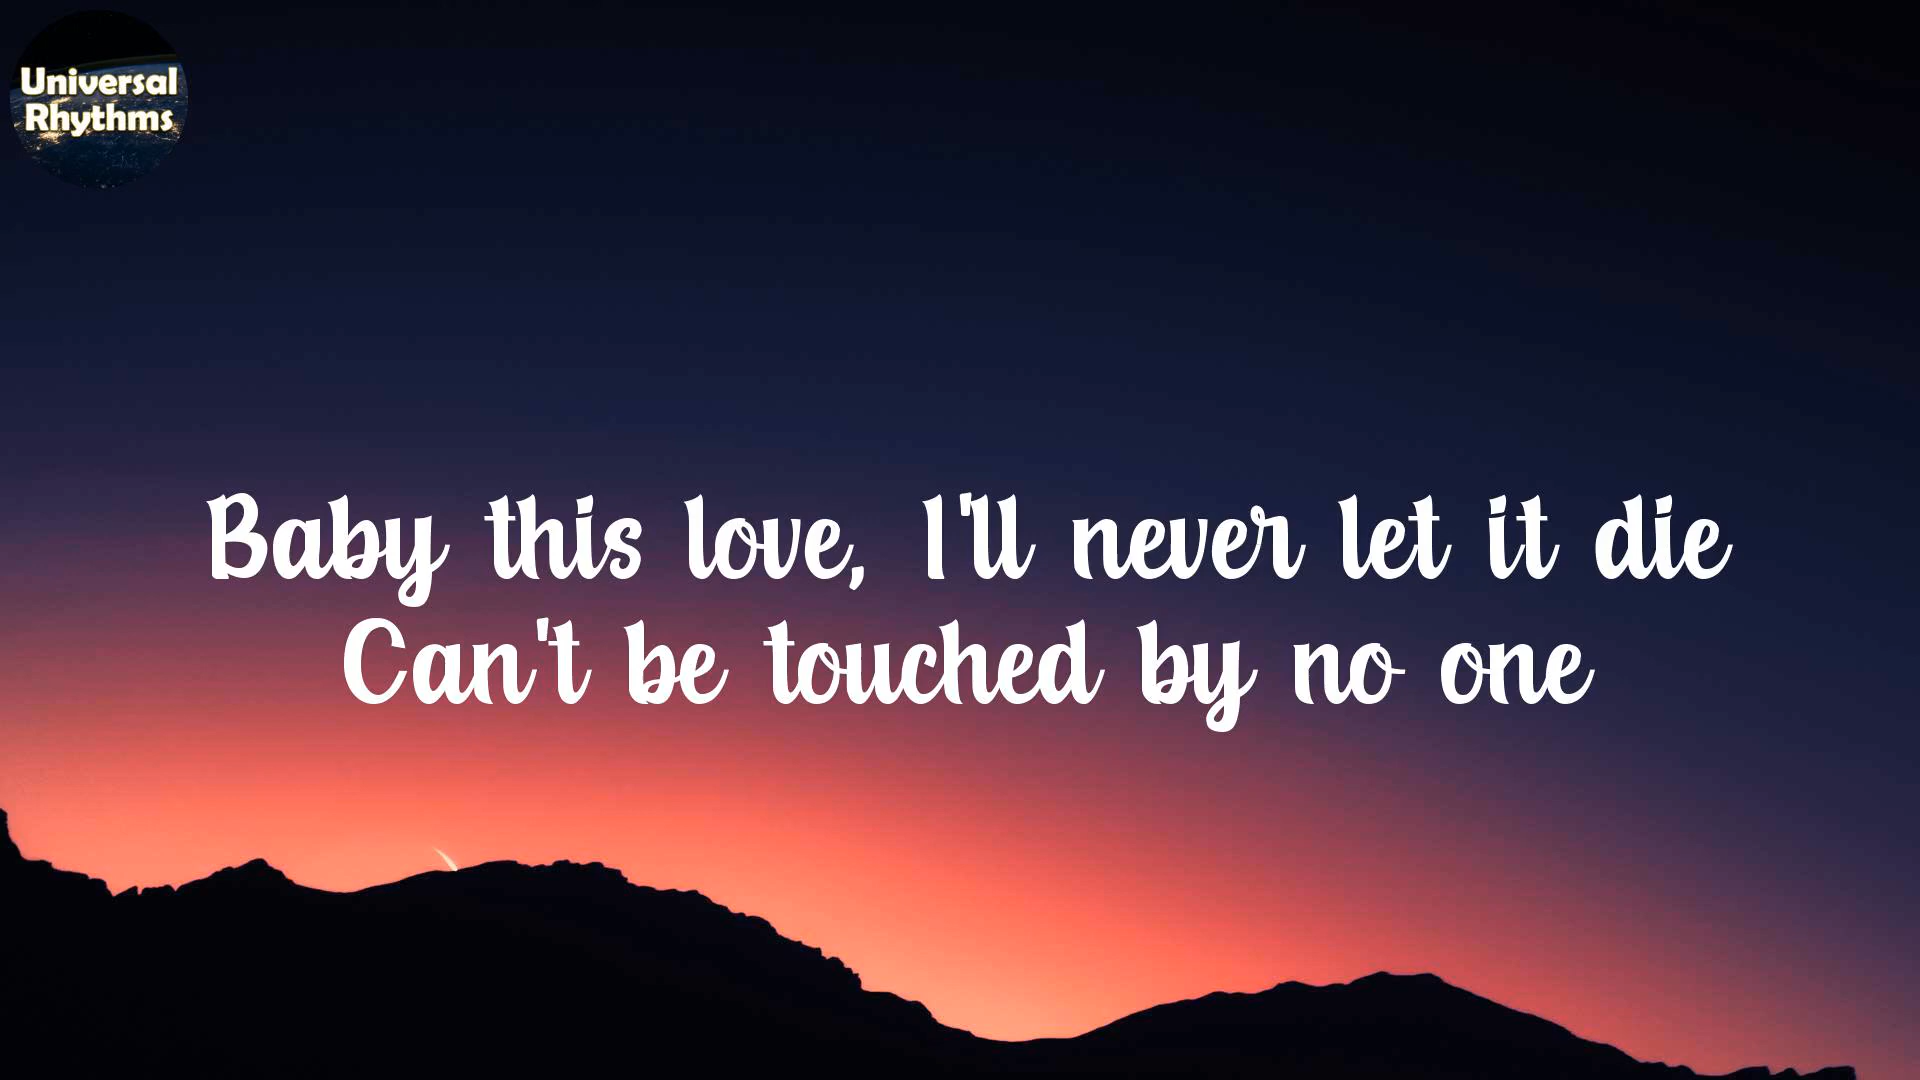 Universal
Rhythms
Baby this love, I'll never let it die
Can't be touched by no one